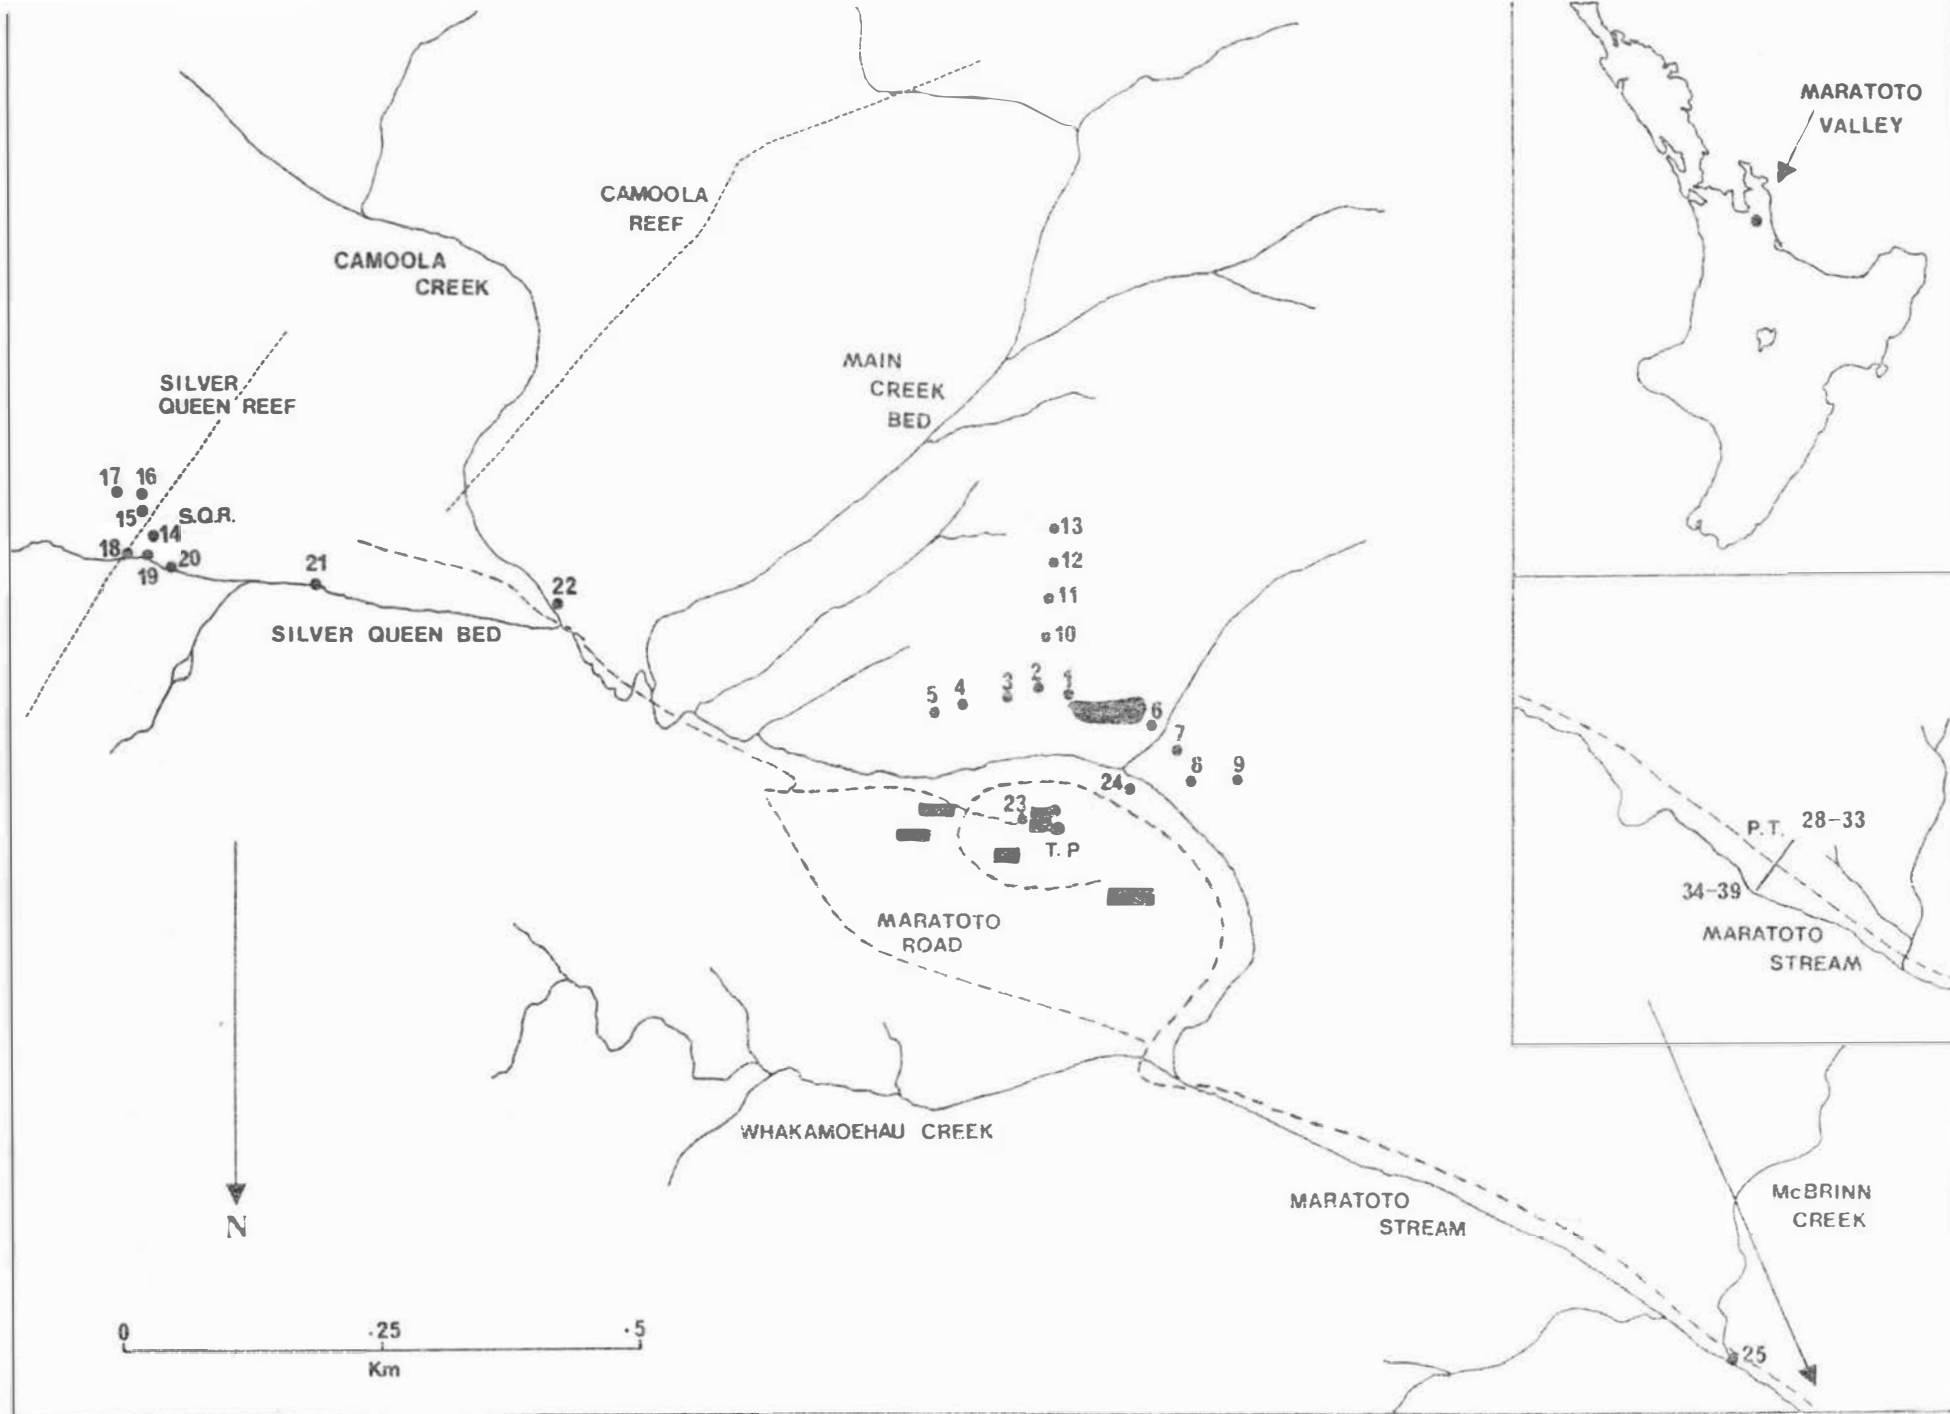 MARATOTO
VALLEY
CAMOOLA
REEF
CAMOOLA
CREEK
MAIN
CREEK
BED
SILVER
QUEEN REEF
17 16
15 S.Q.R.
14
18
19 20
21
22
SILVER QUEEN BED
13
12
11
10
5 4 3 2 1
6
7
8 9
24
23
T.P
MARATOTO
ROAD
P.T. 28-33
34-39
MARATOTO
STREAM
WHAKAMOEHAU CREEK
N
MARATOTO
STREAM
McBRINN
CREEK
25
0 .25 .5
Km